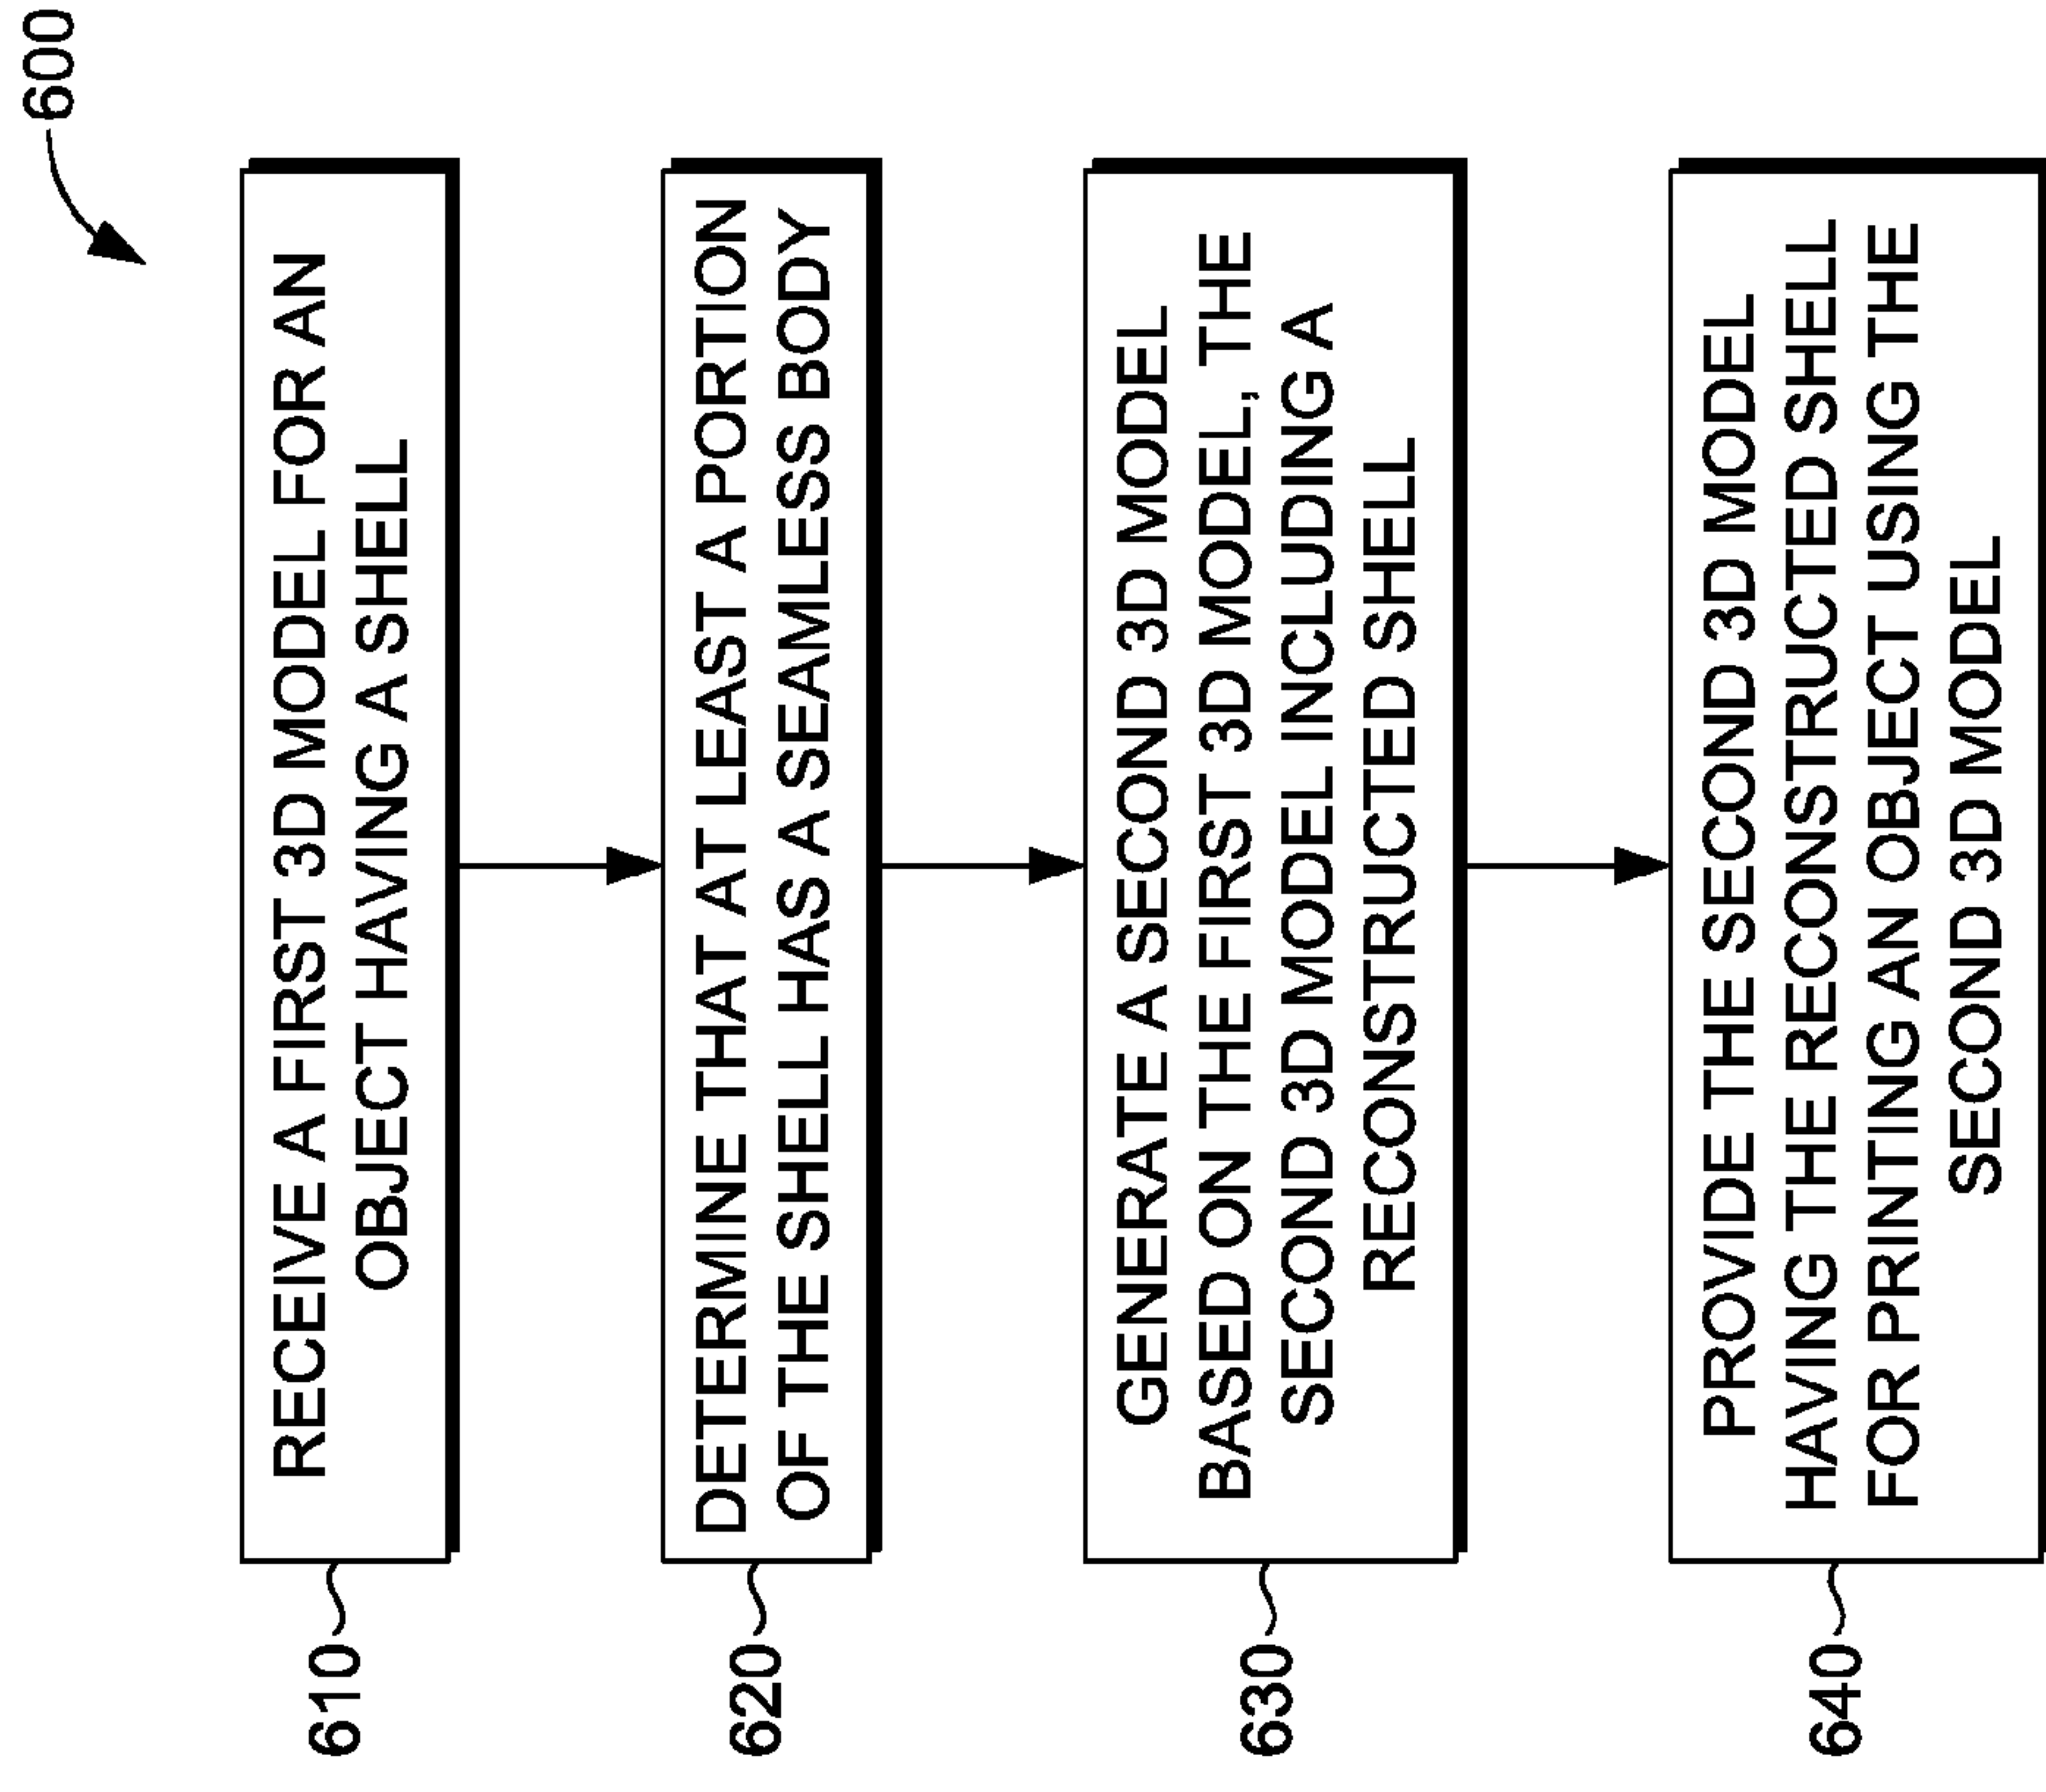 600
610
RECEIVE A FIRST 3D MODEL FOR AN
OBJECT HAVING A SHELL
620
DETERMINE THAT AT LEAST A PORTION
OF THE SHELL HAS A SEAMLESS BODY
630
GENERATE A SECOND 3D MODEL
BASED ON THE FIRST 3D MODEL, THE
SECOND 3D MODEL INCLUDING A
RECONSTRUCTED SHELL
640
PROVIDE THE SECOND 3D MODEL
HAVING THE RECONSTRUCTED SHELL
FOR PRINTING AN OBJECT USING THE
SECOND 3D MODEL